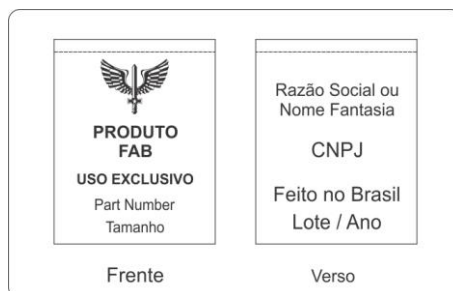 PRODUTO
FAB
USO EXCLUSIVO
Part Number
Tamanho
Frente
Razão Social ou
Nome Fantasia
CNPJ
Feito no Brasil
Lote / Ano
Verso